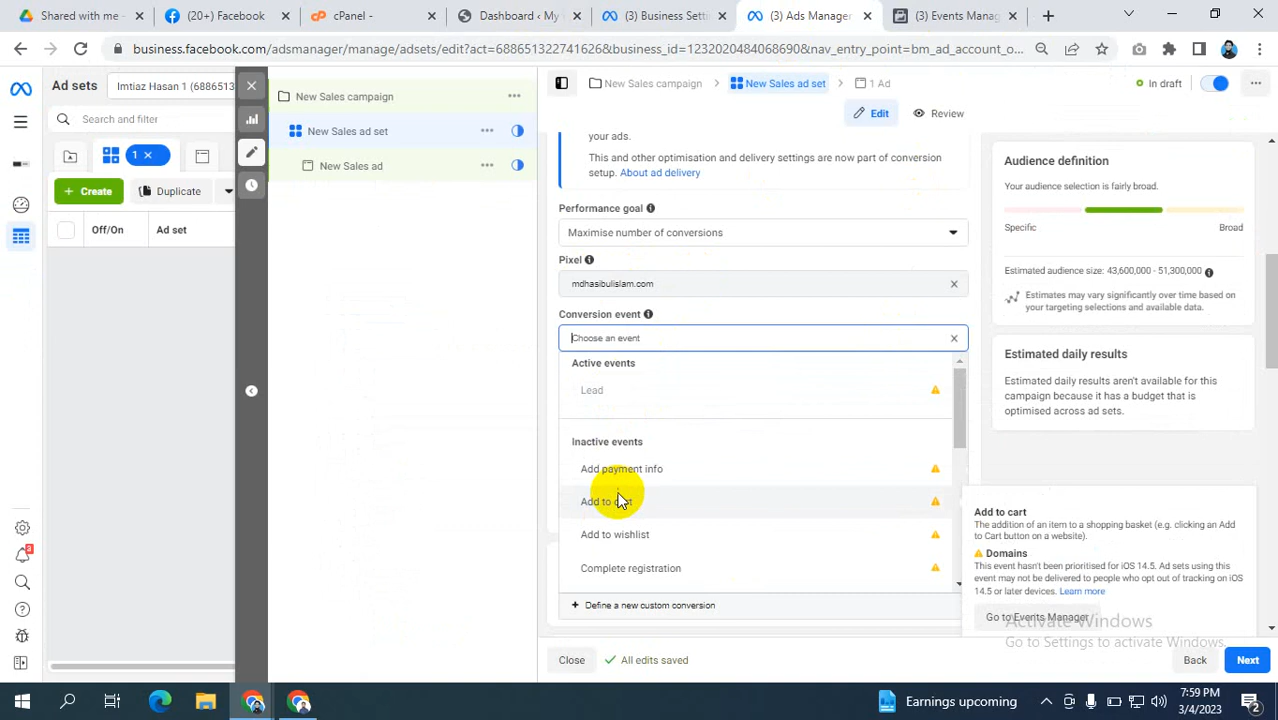 Shared with me -
(20+) Facebook
cPanel -
Dashboard ‹ My
(3) Business Setti
(3) Ads Manager
(3) Events Manag
business.facebook.com/adsmanager/manage/adsets/edit?act=688651322741626&business_id=1232020484068690&nav_entry_point=bm_ad_account_o...
Ad sets
Imtiaz Hasan 1 (68865132
Search and filter
1
Create
Duplicate
Off/On
Ad set
New Sales campaign
New Sales ad set
New Sales ad
New Sales campaign
New Sales ad set
1 Ad
In draft
Edit
Review
your ads.
This and other optimisation and delivery settings are now part of conversion
setup. About ad delivery
Performance goal
Maximise number of conversions
Pixel
mdhasibulislam.com
Conversion event
Choose an event
Active events
Lead
Inactive events
Add payment info
Add to cart
Add to wishlist
Complete registration
Define a new custom conversion
Audience definition
Your audience selection is fairly broad.
Specific
Broad
Estimated audience size: 43,600,000 - 51,300,000
Estimates may vary significantly over time based on
your targeting selections and available data.
Estimated daily results
Estimated daily results aren't available for this
campaign because it has a budget that is
optimised across ad sets.
Add to cart
The addition of an item to a shopping basket (e.g. clicking an Add
to Cart button on a website).
Domains
This event hasn't been prioritised for iOS 14.5. Ad sets using this
event may not be delivered to people who opt out of tracking on iOS
14.5 or later devices. Learn more
Go to Events Manager
Activate Windows
Go to Settings to activate Windows.
Close
All edits saved
Back
Next
Earnings upcoming
7:59 PM
3/4/2023
2